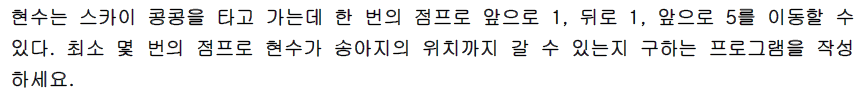 현수는 스카이 콩콩을 타고 가는데 한 번의 점프로 앞으로 1, 뒤로 1, 앞으로 5를 이동할 수
있다. 최소 몇 번의 점프로 현수가 송아지의 위치까지 갈 수 있는지 구하는 프로그램을 작성
하세요.